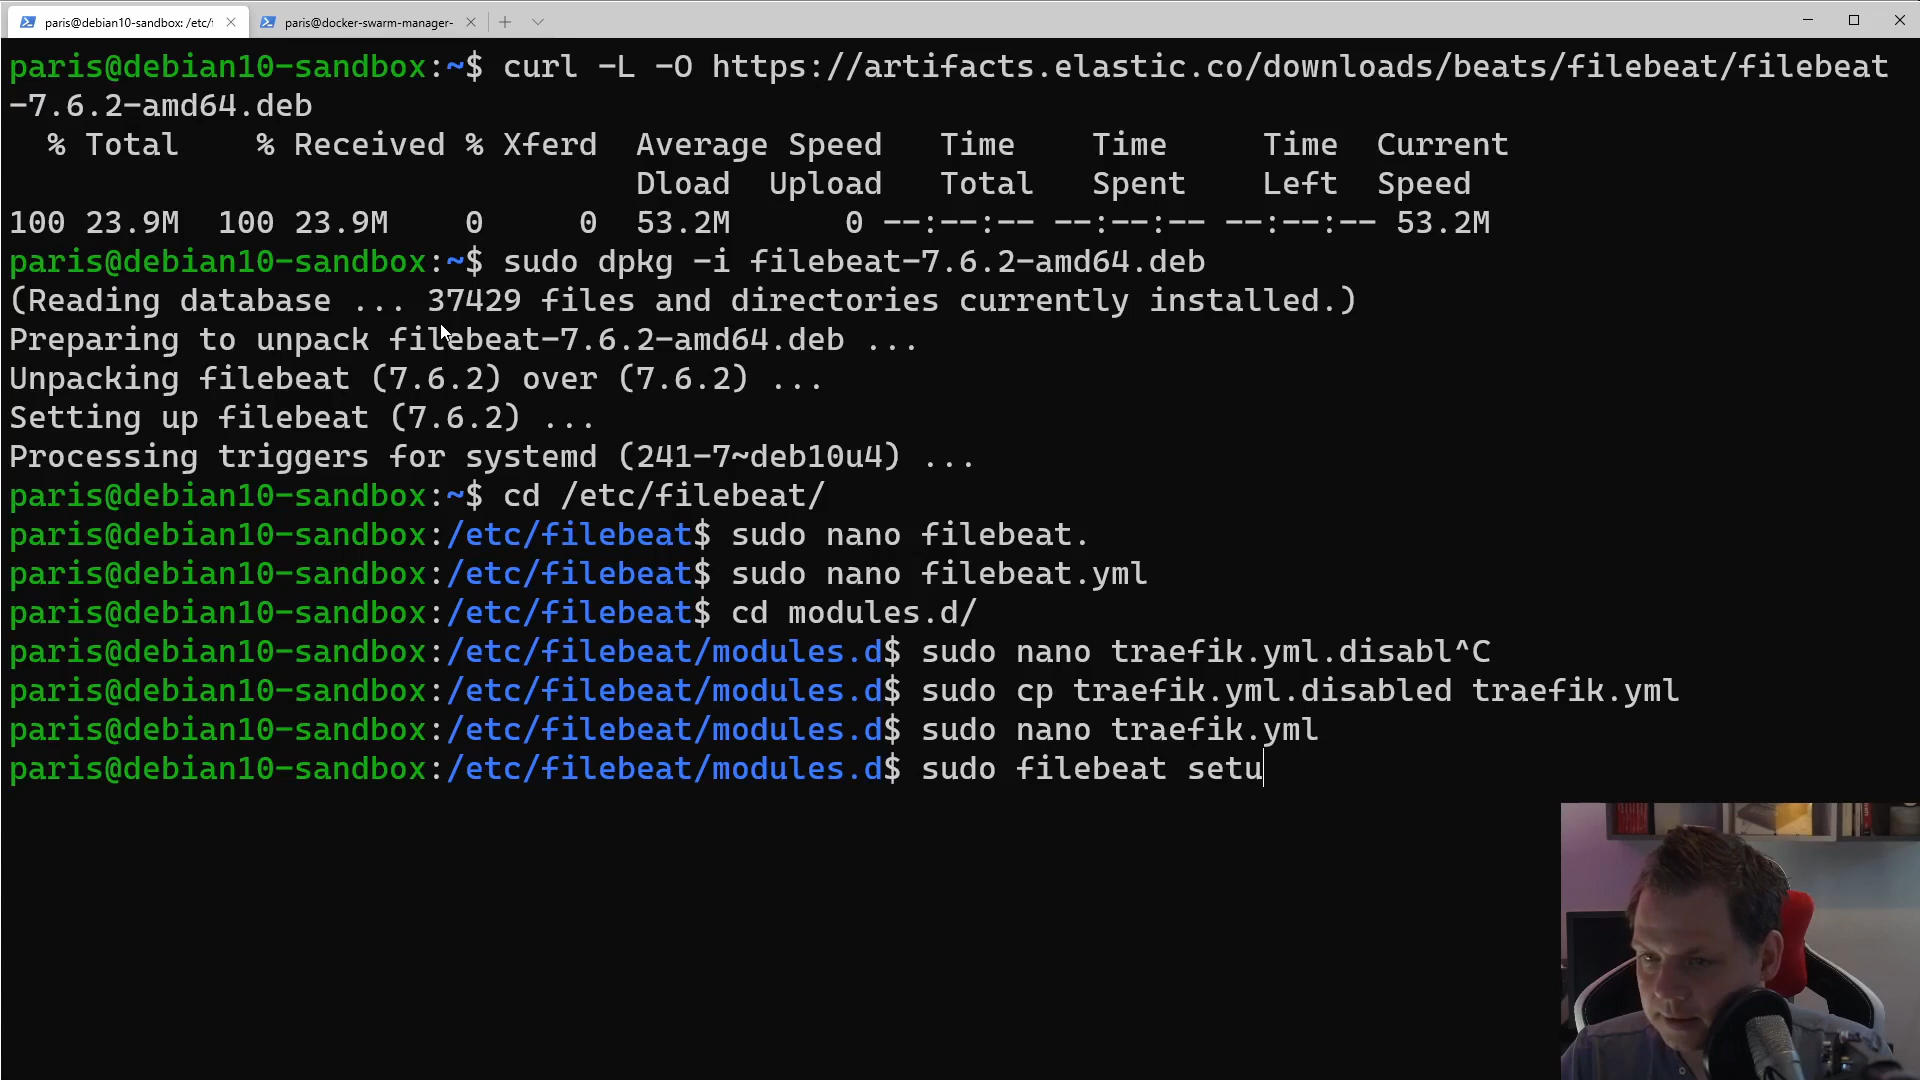 paris@debian10-sandbox: /etc/
paris@docker-swarm-manager-
paris@debian10-sandbox:~$ curl -L -O https://artifacts.elastic.co/downloads/beats/filebeat/filebeat
-7.6.2-amd64.deb
% Total % Received % Xferd Average Speed Time Time Time Current
Dload Upload Total Spent Left Speed
100 23.9M 100 23.9M 0 0 53.2M 0 --:--:-- --:--:-- --:--:-- 53.2M
paris@debian10-sandbox:~$ sudo dpkg -i filebeat-7.6.2-amd64.deb
(Reading database ... 37429 files and directories currently installed.)
Preparing to unpack filebeat-7.6.2-amd64.deb ...
Unpacking filebeat (7.6.2) over (7.6.2) ...
Setting up filebeat (7.6.2) ...
Processing triggers for systemd (241-7~deb10u4) ...
paris@debian10-sandbox:~$ cd /etc/filebeat/
paris@debian10-sandbox:/etc/filebeat$ sudo nano filebeat.
paris@debian10-sandbox:/etc/filebeat$ sudo nano filebeat.yml
paris@debian10-sandbox:/etc/filebeat$ cd modules.d/
paris@debian10-sandbox:/etc/filebeat/modules.d$ sudo nano traefik.yml.disabl^C
paris@debian10-sandbox:/etc/filebeat/modules.d$ sudo cp traefik.yml.disabled traefik.yml
paris@debian10-sandbox:/etc/filebeat/modules.d$ sudo nano traefik.yml
paris@debian10-sandbox:/etc/filebeat/modules.d$ sudo filebeat setu